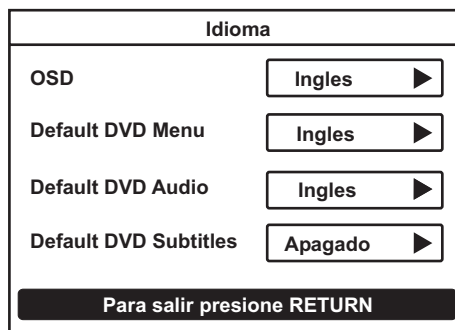 Idioma
OSD Ingles
Default DVD Menu Ingles
Default DVD Audio Ingles
Default DVD Subtitles Apagado
Para salir presione RETURN